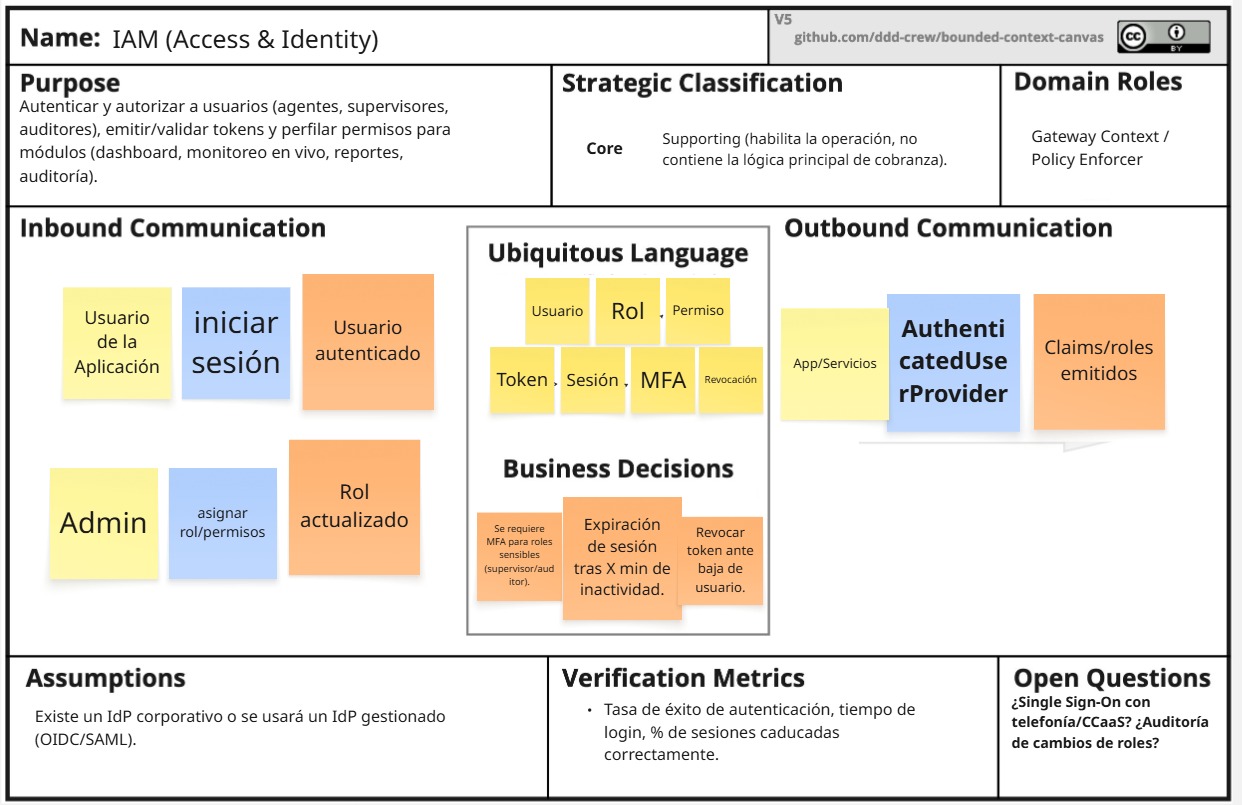 Name: IAM (Access & Identity)
V5
github.com/ddd-crew/bounded-context-canvas
CC
BY
Purpose
Autenticar y autorizar a usuarios (agentes, supervisores,
auditores), emitir/validar tokens y perfilar permisos para
módulos (dashboard, monitoreo en vivo, reportes,
auditoría).
Strategic Classification
Core
Supporting (habilita la operación, no
contiene la lógica principal de cobranza).
Domain Roles
Gateway Context /
Policy Enforcer
Inbound Communication
Usuario
de la
Aplicación
iniciar
sesión
Usuario
autenticado
Admin
asignar
rol/permisos
Rol
actualizado
Ubiquitous Language
Usuario
Rol
Permiso
Token
Sesión
MFA
Revocación
Business Decisions
Se requiere
MFA para roles
sensibles
(supervisor/aud
itor).
Expiración
de sesión
tras X min de
inactividad.
Revocar
token ante
baja de
usuario.
Outbound Communication
App/Servicios
Authenti
catedUse
rProvider
Claims/roles
emitidos
Assumptions
Existe un IdP corporativo o se usará un IdP gestionado
(OIDC/SAML).
Verification Metrics
• Tasa de éxito de autenticación, tiempo de
login, % de sesiones caducadas
correctamente.
Open Questions
¿Single Sign-On con
telefonía/CCaaS? ¿Auditoría
de cambios de roles?